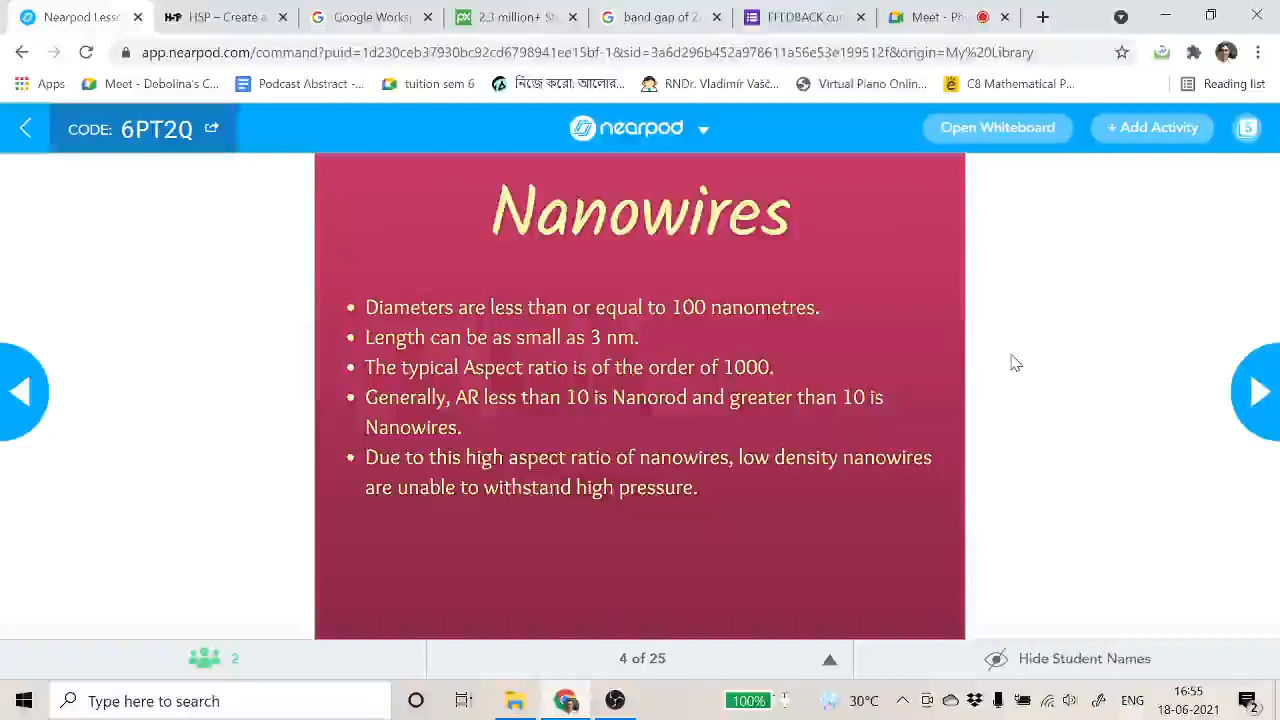 Nearpod Less
H5P – Create a
Google Works
3 million+ Sto
band gap of Z
FEEDBACK cun
Meet - Ph
app.nearpod.com/command?puid=1d230ceb37930bc92cd6798941ee15bf-1&sid=3a6d296b452a978611a56e53e199512f&origin=My%20Library
Apps
Meet - Debolina's C...
Podcast Abstract -...
tuition sem 6
নিজে করো: আলোর...
RNDr. Vladimír Vašč...
Virtual Piano Onlin...
C8 Mathematical P...
Reading list
CODE: 6PT2Q
nearpod
Open Whiteboard
+ Add Activity
5
Nanowires
• Diameters are less than or equal to 100 nanometres.
• Length can be as small as 3 nm.
• The typical Aspect ratio is of the order of 1000.
• Generally, AR less than 10 is Nanorod and greater than 10 is
Nanowires.
• Due to this high aspect ratio of nanowires, low density nanowires
are unable to withstand high pressure.
2
4 of 25
Hide Student Names
Type here to search
100%
30°C
ENG
16:55
18-06-2021
2